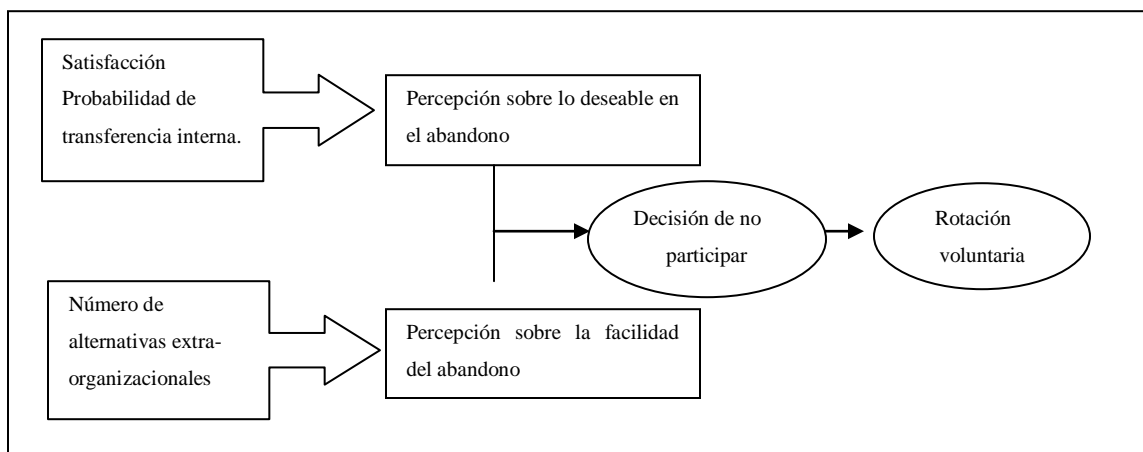 Satisfacción
Probabilidad de
transferencia interna.
Percepción sobre lo deseable en
el abandono
Decisión de no
participar
Rotación
voluntaria
Número de
alternativas extra-
organizacionales
Percepción sobre la facilidad
del abandono